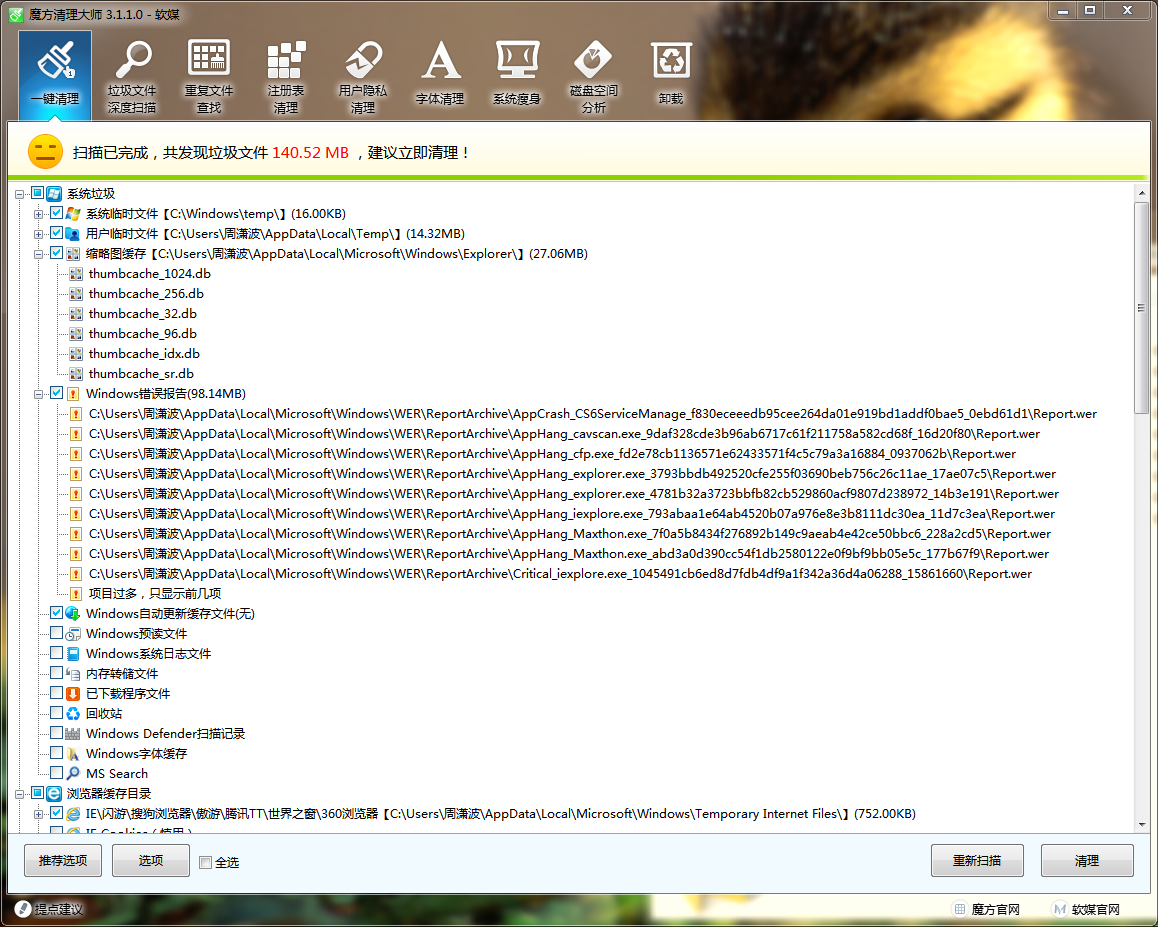 魔方清理大师 3.1.1.0 - 软媒
一键清理
垃圾文件
深度扫描
重复文件
查找
注册表
清理
用户隐私
清理
字体清理
系统瘦身
磁盘空间
分析
卸载
扫描已完成，共发现垃圾文件 140.52 MB ，建议立即清理！
系统垃圾
系统临时文件【C:\Windows\temp\】(16.00KB)
用户临时文件【C:\Users\周潇波\AppData\Local\Temp\】(14.32MB)
缩略图缓存【C:\Users\周潇波\AppData\Local\Microsoft\Windows\Explorer\】(27.06MB)
thumbcache_1024.db
thumbcache_256.db
thumbcache_32.db
thumbcache_96.db
thumbcache_idx.db
thumbcache_sr.db
Windows错误报告(98.14MB)
C:\Users\周潇波\AppData\Local\Microsoft\Windows\WER\ReportArchive\AppCrash_CS6ServiceManage_f830eceeedb95cee264da01e919bd1addf0bae5_0ebd61d1\Report.wer
C:\Users\周潇波\AppData\Local\Microsoft\Windows\WER\ReportArchive\AppHang_cavscan.exe_9daf328cde3b96ab6717c61f211758a582cd68f_16d20f80\Report.wer
C:\Users\周潇波\AppData\Local\Microsoft\Windows\WER\ReportArchive\AppHang_cfp.exe_fd2e78cb1136571e62433571f4c5c79a3a16884_0937062b\Report.wer
C:\Users\周潇波\AppData\Local\Microsoft\Windows\WER\ReportArchive\AppHang_explorer.exe_3793bbdb492520cfe255f03690beb756c26c11ae_17ae07c5\Report.wer
C:\Users\周潇波\AppData\Local\Microsoft\Windows\WER\ReportArchive\AppHang_explorer.exe_4781b32a3723bbfb82cb529860acf9807d238972_14b3e191\Report.wer
C:\Users\周潇波\AppData\Local\Microsoft\Windows\WER\ReportArchive\AppHang_iexplore.exe_793abaa1e64ab4520b07a976e8e3b8111dc30ea_11d7c3ea\Report.wer
C:\Users\周潇波\AppData\Local\Microsoft\Windows\WER\ReportArchive\AppHang_Maxthon.exe_7f0a5b8434f276892b149c9aeab4e42ce50bbc6_228a2cd5\Report.wer
C:\Users\周潇波\AppData\Local\Microsoft\Windows\WER\ReportArchive\AppHang_Maxthon.exe_abd3a0d390cc54f1db2580122e0f9bf9bb05e5c_177b67f9\Report.wer
C:\Users\周潇波\AppData\Local\Microsoft\Windows\WER\ReportArchive\Critical_iexplore.exe_1045491cb6ed8d7fdb4df9a1f342a36d4a06288_15861660\Report.wer
项目过多，只显示前几项
Windows自动更新缓存文件(无)
Windows预读文件
Windows系统日志文件
内存转储文件
已下载程序文件
回收站
Windows Defender扫描记录
Windows字体缓存
MS Search
浏览器缓存目录
IE\闪游\搜狗浏览器\傲游\腾讯TT\世界之窗\360浏览器【C:\Users\周潇波\AppData\Local\Microsoft\Windows\Temporary Internet Files\】(752.00KB)
IE Cookies ( 慎用 )
推荐选项
选项
全选
重新扫描
清理
提点建议
魔方官网
软媒官网